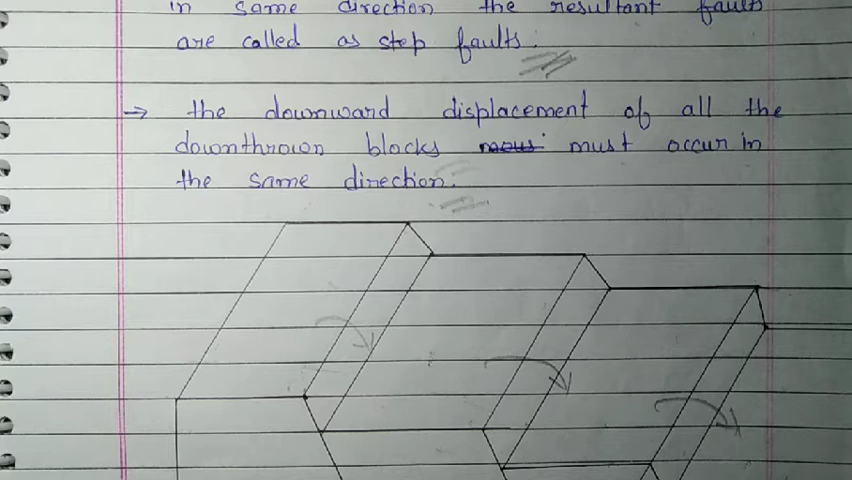 in same direction the resultant faults
are called as step faults.
→ the downward displacement of all the
downthrown blocks must occur in
the same direction.